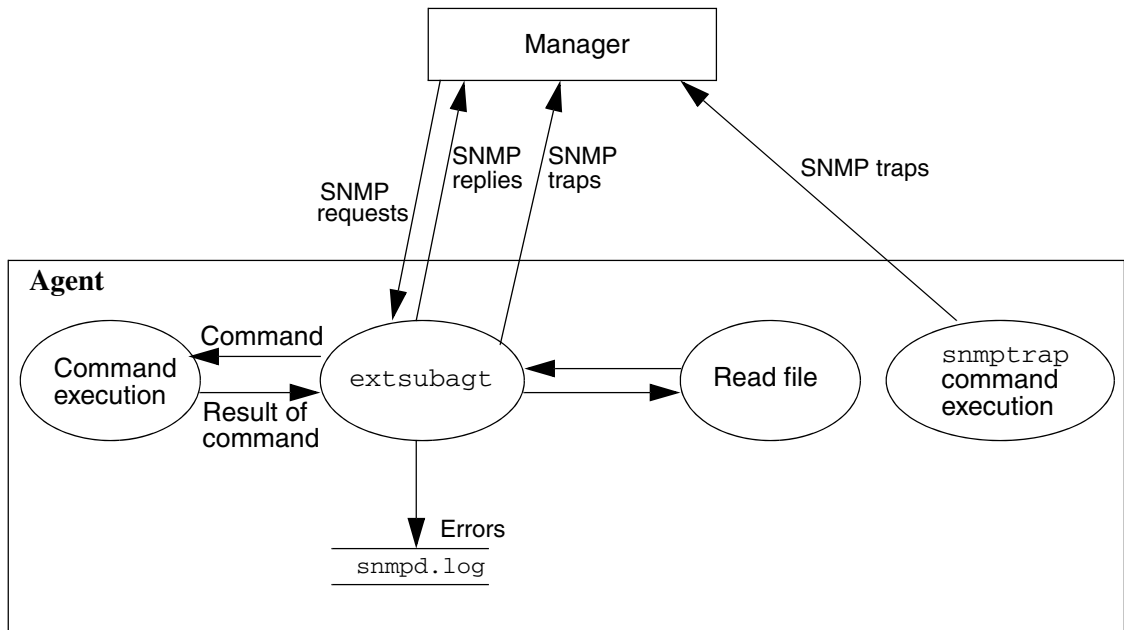 Manager
SNMP
replies
SNMP
traps
SNMP traps
SNMP
requests
Agent
Command
Command
execution
Result of
command
extsubagt
Read file
snmptrap
command
execution
Errors
snmpd.log